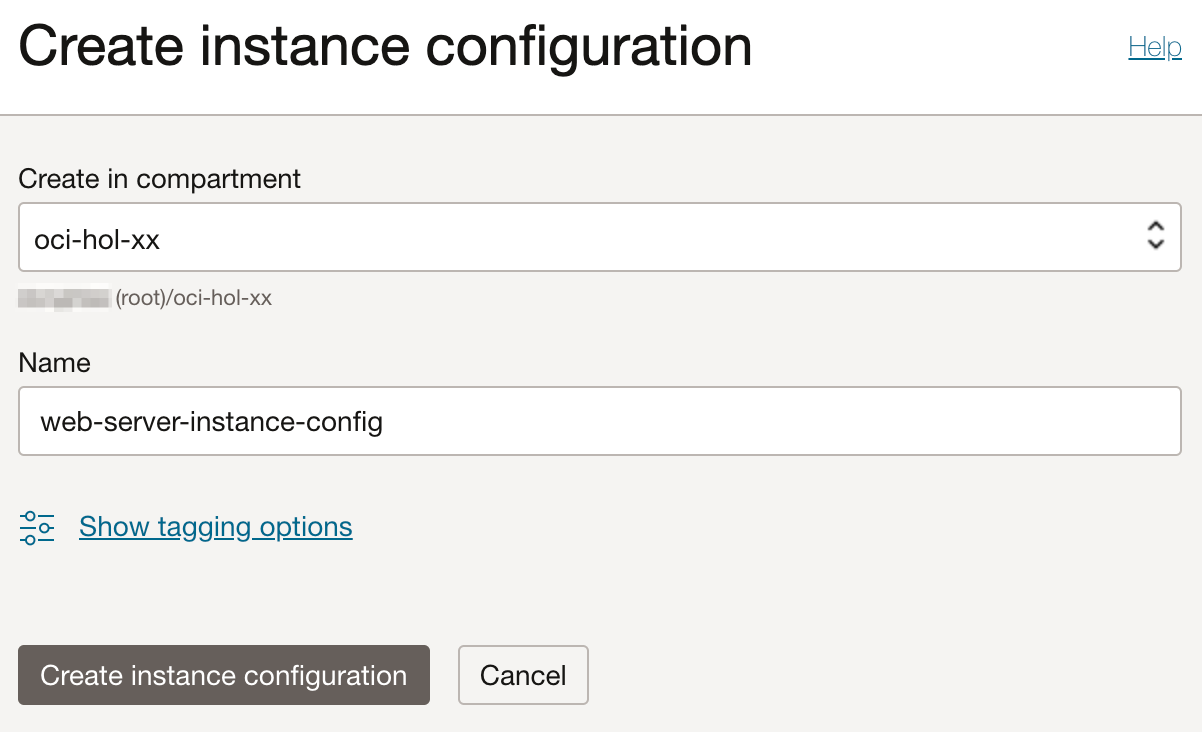 Create instance configuration
Help
Create in compartment
oci-hol-xx
(root)/oci-hol-xx
Name
web-server-instance-config
Show tagging options
Create instance configuration
Cancel